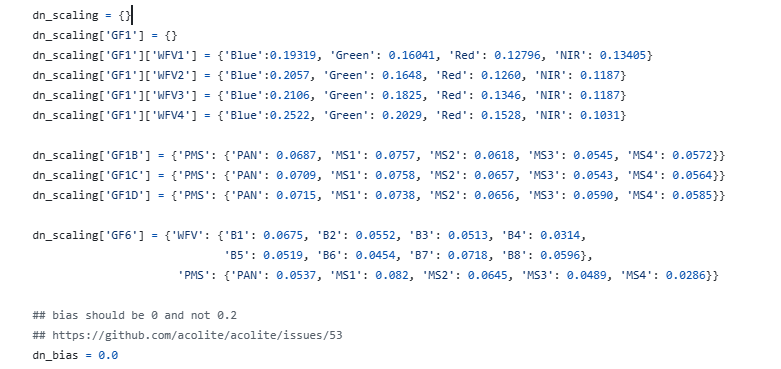 dn_scaling = {}
dn_scaling['GF1'] = {}
dn_scaling['GF1']['WFV1'] = {'Blue':0.19319, 'Green': 0.16041, 'Red': 0.12796, 'NIR': 0.13405}
dn_scaling['GF1']['WFV2'] = {'Blue':0.2057, 'Green': 0.1648, 'Red': 0.1260, 'NIR': 0.1187}
dn_scaling['GF1']['WFV3'] = {'Blue':0.2106, 'Green': 0.1825, 'Red': 0.1346, 'NIR': 0.1187}
dn_scaling['GF1']['WFV4'] = {'Blue':0.2522, 'Green': 0.2029, 'Red': 0.1528, 'NIR': 0.1031}
dn_scaling['GF1B'] = {'PMS': {'PAN': 0.0687, 'MS1': 0.0757, 'MS2': 0.0618, 'MS3': 0.0545, 'MS4': 0.0572}}
dn_scaling['GF1C'] = {'PMS': {'PAN': 0.0709, 'MS1': 0.0758, 'MS2': 0.0657, 'MS3': 0.0543, 'MS4': 0.0564}}
dn_scaling['GF1D'] = {'PMS': {'PAN': 0.0715, 'MS1': 0.0738, 'MS2': 0.0656, 'MS3': 0.0590, 'MS4': 0.0585}}
dn_scaling['GF6'] = {'WFV': {'B1': 0.0675, 'B2': 0.0552, 'B3': 0.0513, 'B4': 0.0314,
'B5': 0.0519, 'B6': 0.0454, 'B7': 0.0718, 'B8': 0.0596},
'PMS': {'PAN': 0.0537, 'MS1': 0.082, 'MS2': 0.0645, 'MS3': 0.0489, 'MS4': 0.0286}}
## bias should be 0 and not 0.2
## https://github.com/acolite/acolite/issues/53
dn_bias = 0.0